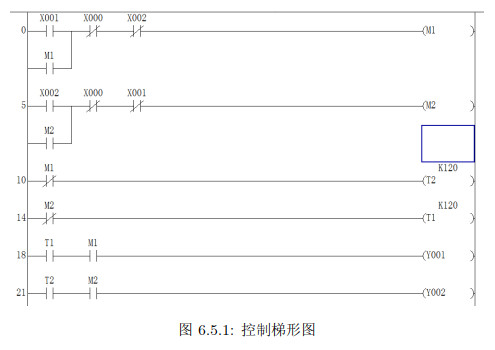 X001 X000 X002
0 (M1 )
M1
X002 X000 X001
5 (M2 )
M2
M1 K120
10 (T2 )
M2 K120
14 (T1 )
T1 M1
18 (Y001 )
T2 M2
21 (Y002 )
图 6.5.1: 控制梯形图